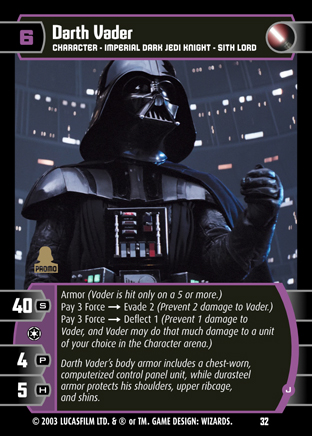 6 Darth Vader
CHARACTER - IMPERIAL DARK JEDI KNIGHT - SITH LORD
PROMO
40 S
4 P
5 H
Armor (Vader is hit only on a 5 or more.)
Pay 3 Force → Evade 2 (Prevent 2 damage to Vader.)
Pay 3 Force → Deflect 1 (Prevent 1 damage to
Vader, and Vader may do that much damage to a unit
of your choice in the Character arena.)
Darth Vader's body armor includes a chest-worn,
computerized control panel unit, while durasteel
armor protects his shoulders, upper ribcage,
and shins.
J
© 2003 LUCASFILM LTD. & ® or TM. GAME DESIGN: WIZARDS. 32